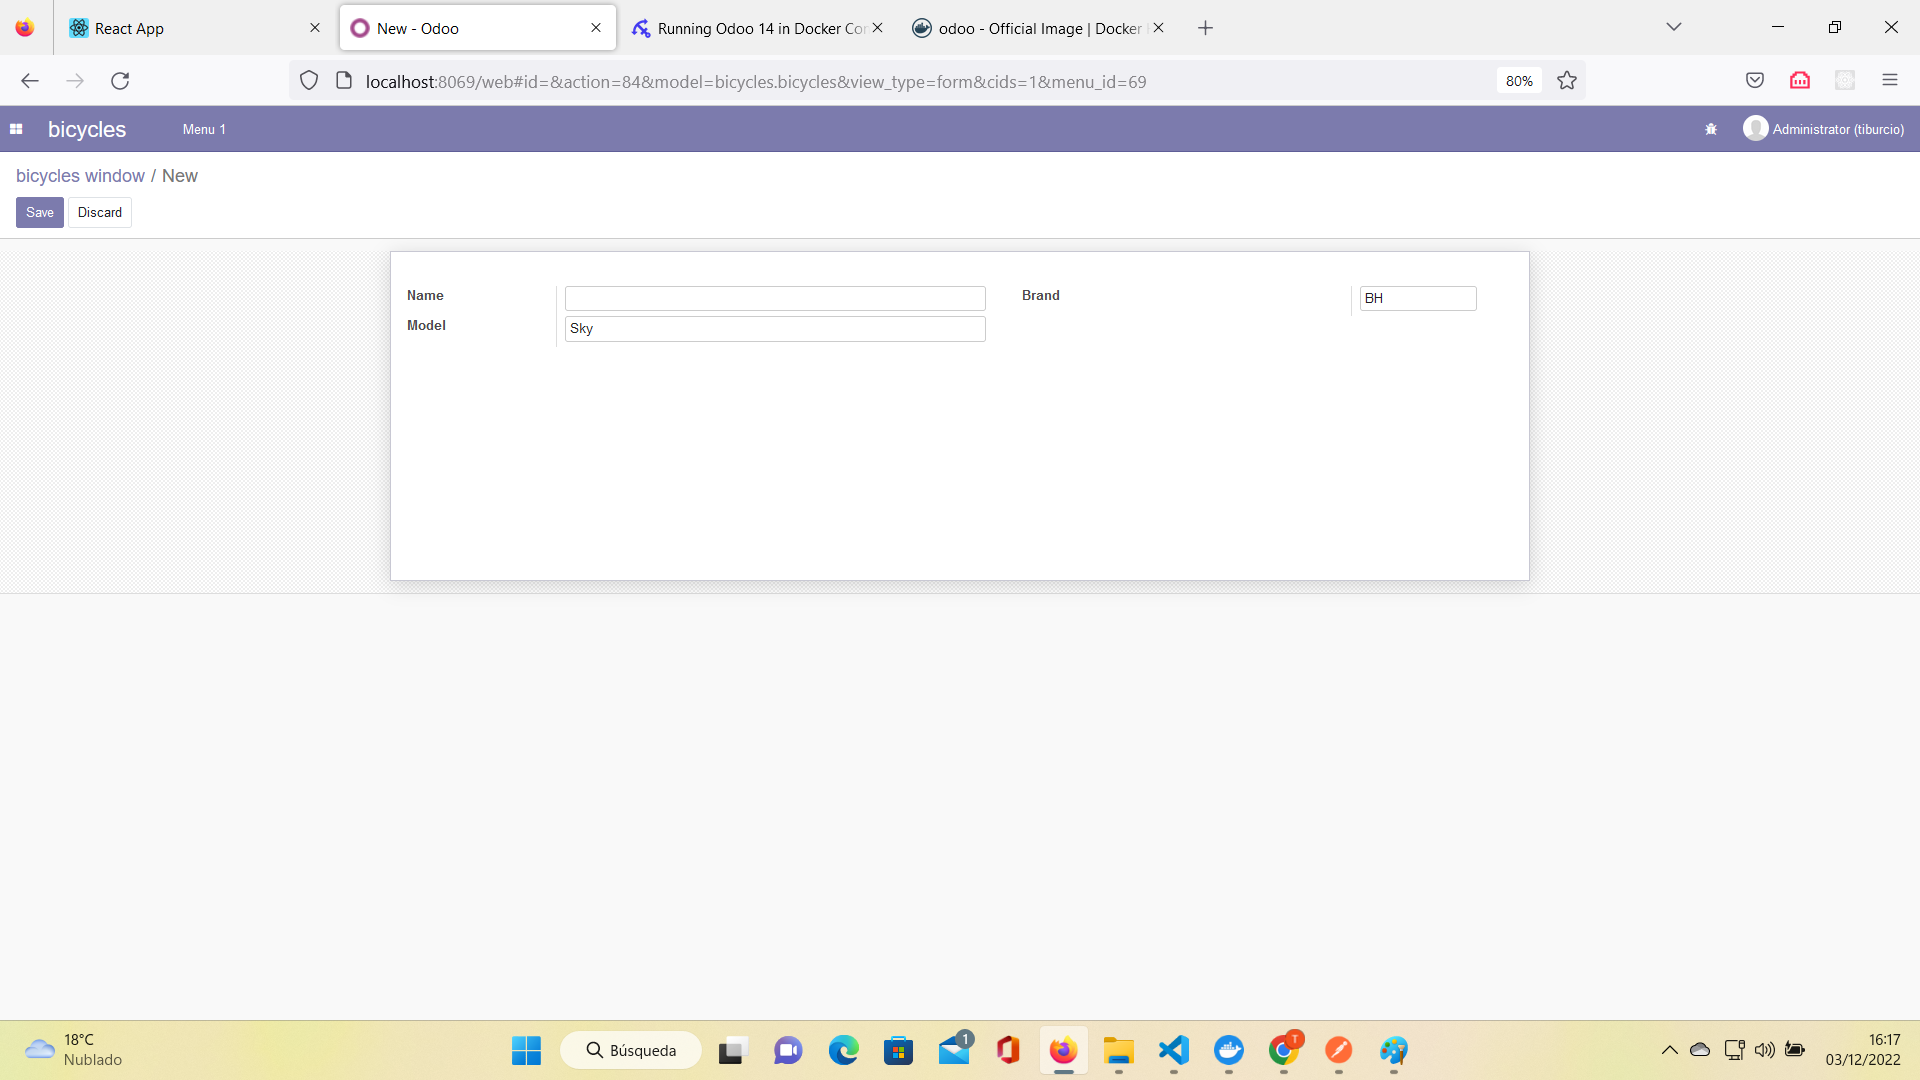 React App
New - Odoo
Running Odoo 14 in Docker Con
odoo - Official Image | Docker
localhost:8069/web#id=&action=84&model=bicycles.bicycles&view_type=form&cids=1&menu_id=69
80%
bicycles
Menu 1
Administrator (tiburcio)
bicycles window / New
Save
Discard
Name
Brand
BH
Model
Sky
18°C
Nublado
Búsqueda
1
T
16:17
03/12/2022